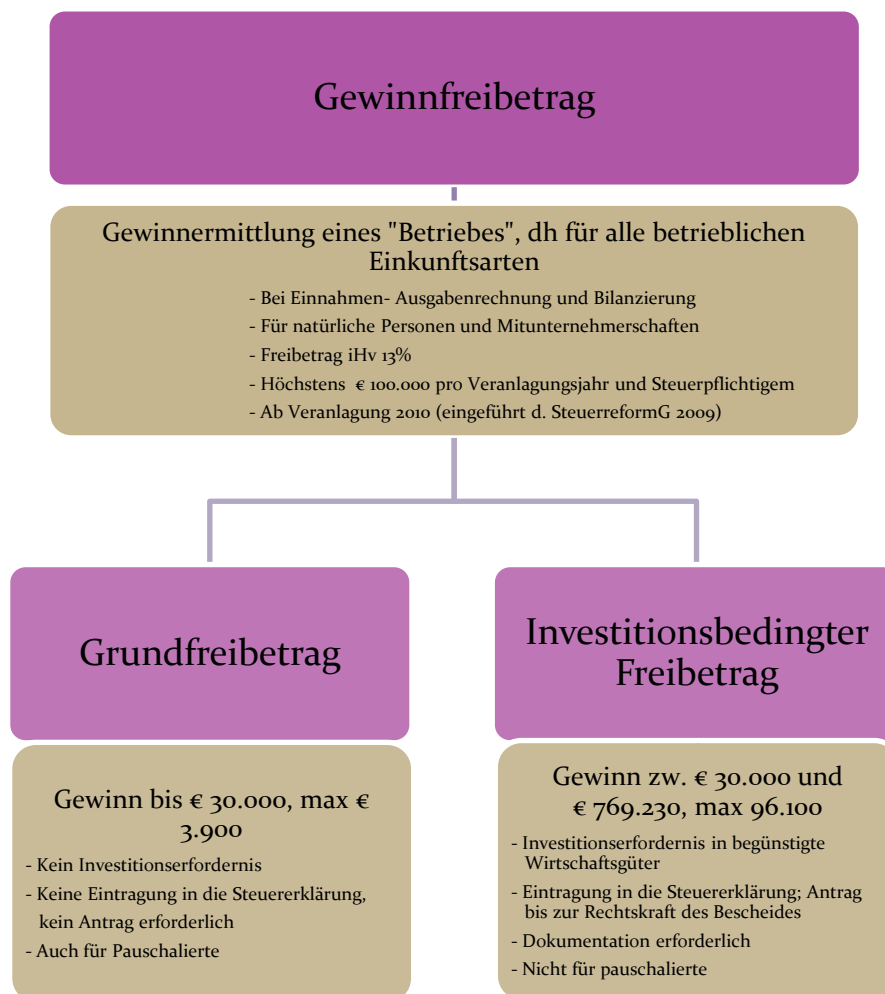 Gewinnfreibetrag
Gewinnermittlung eines "Betriebes", dh für alle betrieblichen
Einkunftsarten
- Bei Einnahmen- Ausgabenrechnung und Bilanzierung
- Für natürliche Personen und Mitunternehmerschaften
- Freibetrag iHv 13%
- Höchstens € 100.000 pro Veranlagungsjahr und Steuerpflichtigem
- Ab Veranlagung 2010 (eingeführt d. SteuerreformG 2009)
Grundfreibetrag
Gewinn bis € 30.000, max €
3.900
- Kein Investitionserfordernis
- Keine Eintragung in die Steuererklärung,
kein Antrag erforderlich
- Auch für Pauschalierte
Investitionsbedingter
Freibetrag
Gewinn zw. € 30.000 und
€ 769.230, max 96.100
- Investitionserfordernis in begünstigte
Wirtschaftsgüter
- Eintragung in die Steuererklärung; Antrag
bis zur Rechtskraft des Bescheides
- Dokumentation erforderlich
- Nicht für pauschalierte